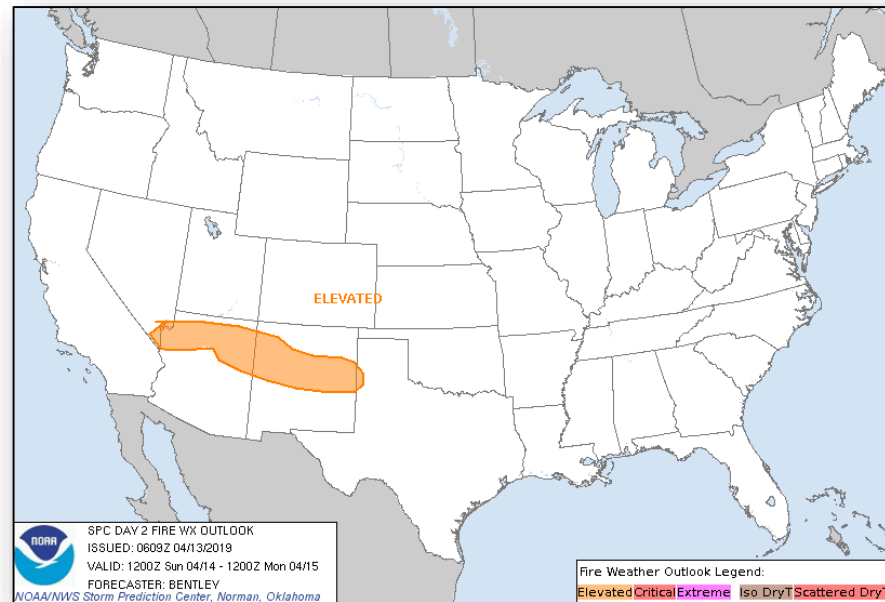 ELEVATED
NOAA
SPC DAY 2 FIRE WX OUTLOOK
ISSUED: 0609Z 04/13/2019
VALID: 1200Z Sun 04/14 - 1200Z Mon 04/15
FORECASTER: BENTLEY
NOAA/NWS Storm Prediction Center, Norman, Oklahoma
Fire Weather Outlook Legend:
Elevated Critical Extreme Iso DryT Scattered DryT